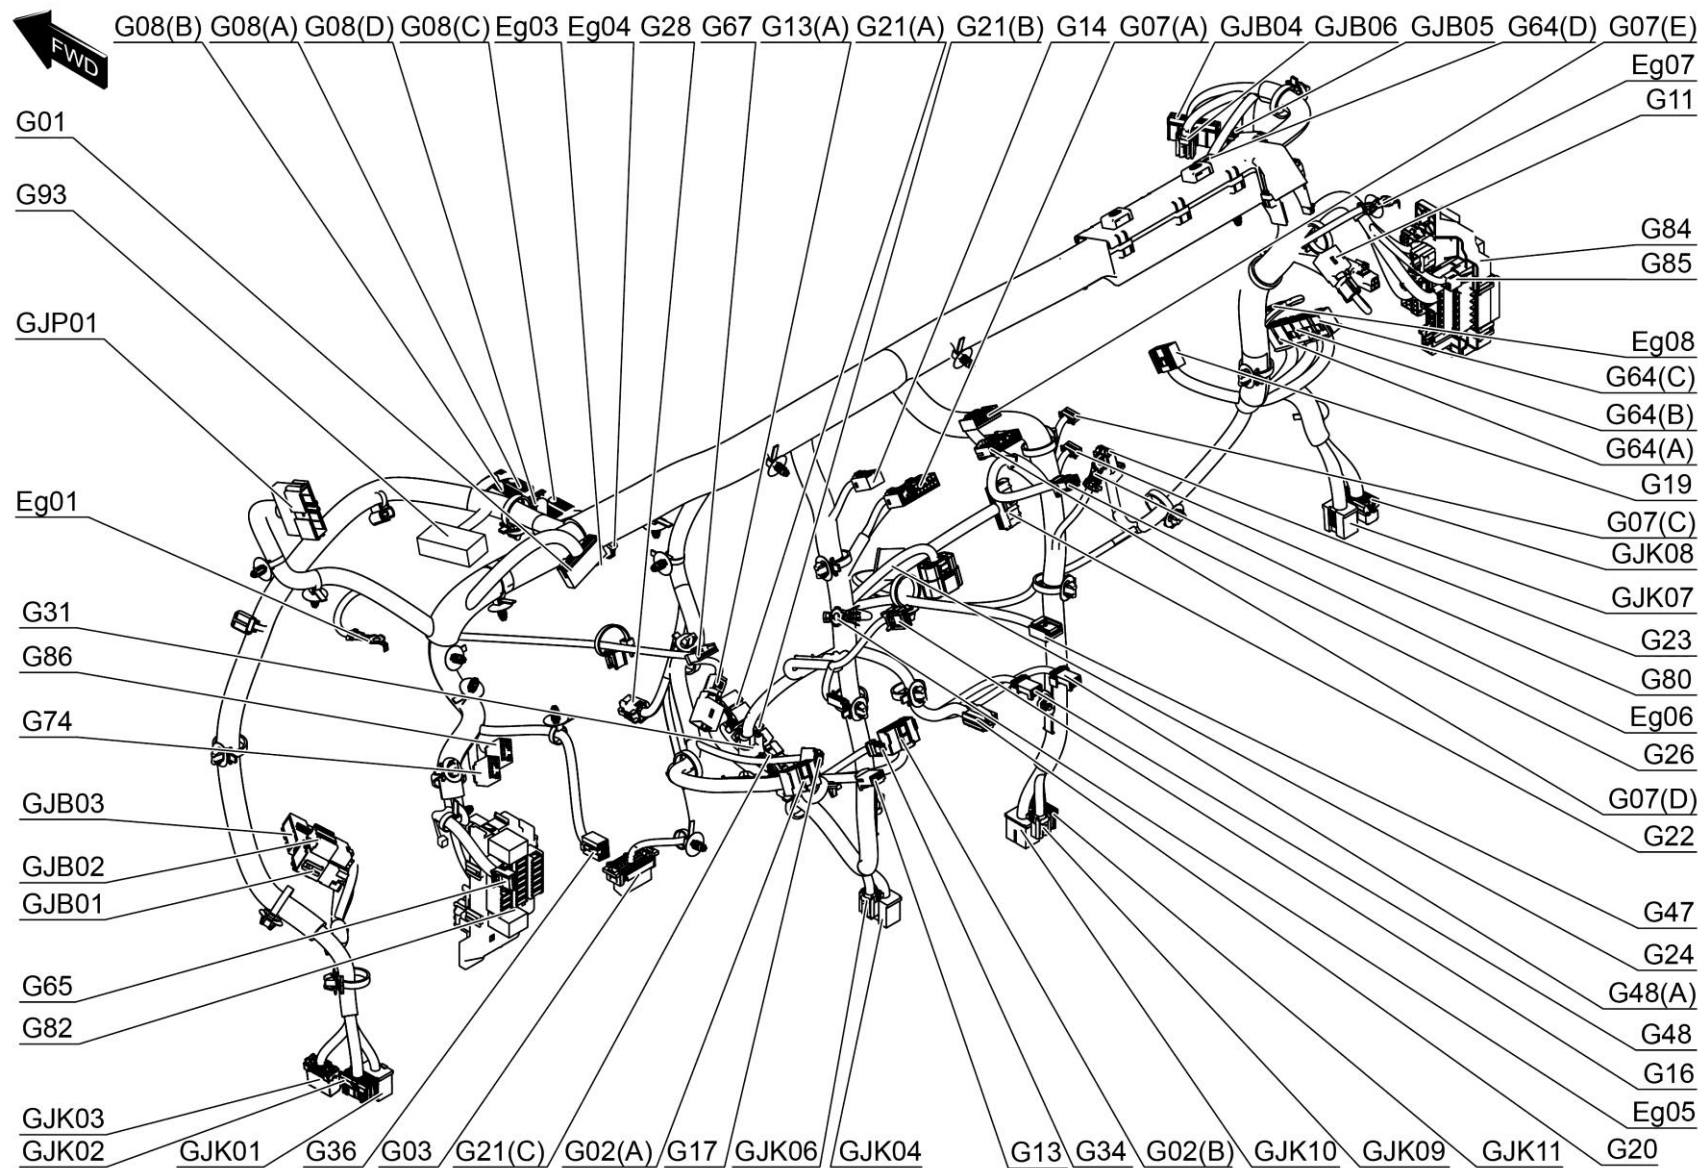 G08(B) G08(A) G08(D) G08(C) Eg03 Eg04 G28 G67 G13(A) G21(A) G21(B) G14 G07(A) GJB04 GJB06 GJB05 G64(D) G07(E)
FWD
Eg07
G11
G01
G93
G84
G85
GJP01
Eg08
G64(C)
G64(B)
G64(A)
G19
Eg01
G07(C)
GJK08
GJK07
G31
G23
G86
G80
Eg06
G74
G26
G07(D)
GJB03
G22
GJB02
GJB01
G47
G24
G65
G48(A)
G82
G48
G16
GJK03
Eg05
GJK02 GJK01 G36 G03 G21(C) G02(A) G17 GJK06 GJK04 G13 G34 G02(B) GJK10 GJK09 GJK11 G20